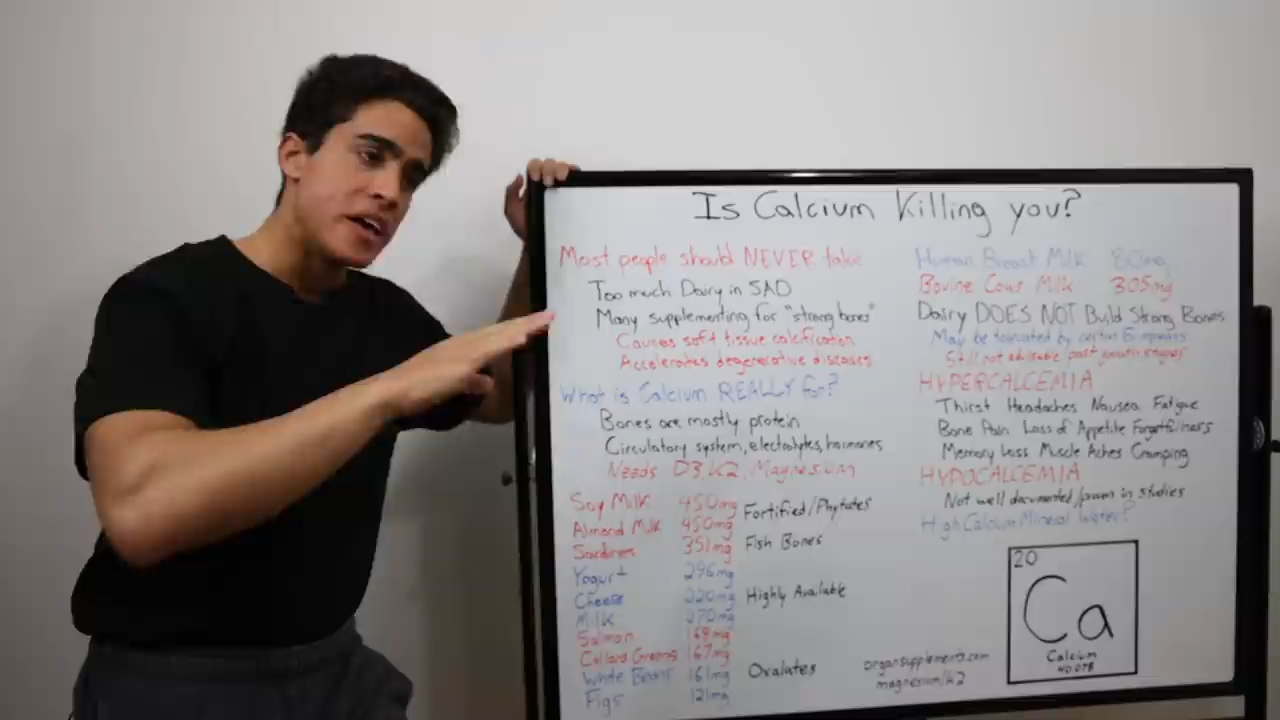 Is Calcium Killing you?
Most people should NEVER take
Too much Dairy in SAD
Many supplementing for "strong bones"
Causes soft tissue calcification
Accelerates degenerative diseases
What is Calcium REALLY for?
Bones are mostly protein
Circulatory system, electrolytes, hormones
Needs D3, K2, Magnesium
Soy Milk 450mg Fortified/Phytates
Almond Milk 450mg
Sardines 351mg Fish Bones
Yogurt 296mg
Cheese 220mg Highly Available
Milk 270mg
Salmon 168mg
Collard Greens 167mg
White Beans 161mg Oxalates
Figs 121mg
Human Breast Milk 80mg
Bovine Cows Milk 305mg
Dairy DOES NOT Build Strong Bones
May be tolerated by certain Europeans
Still not advisable past growth stages
HYPERCALCEMIA
Thirst Headaches Nausea Fatigue
Bone Pain Loss of Appetite Forgetfulness
Memory Loss Muscle Aches Cramping
HYPOCALCEMIA
Not well documented/proven in studies
High Calcium Mineral Water?
20
Ca
Calcium
40.078
organsupplements.com
magnesium/k2